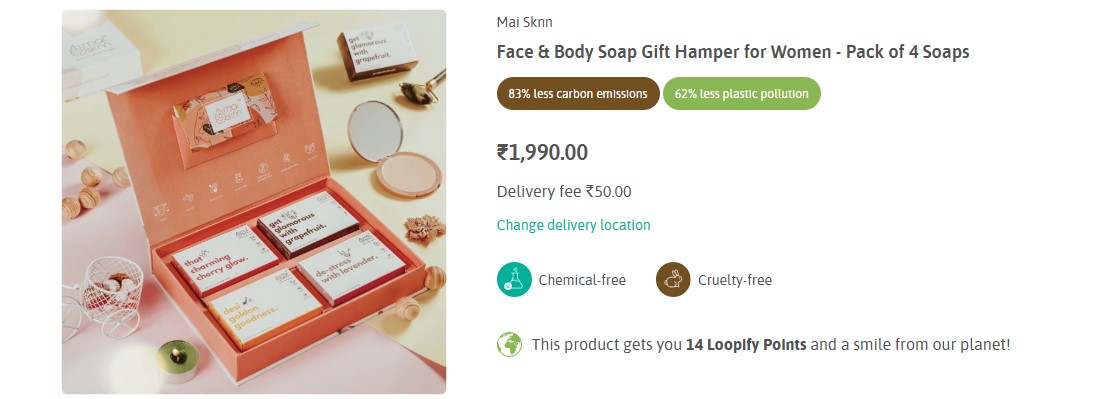 Mai Sknn
Face & Body Soap Gift Hamper for Women - Pack of 4 Soaps
83% less carbon emissions
62% less plastic pollution
₹1,990.00
Delivery fee ₹50.00
Change delivery location
Chemical-free
Cruelty-free
This product gets you 14 Loopify Points and a smile from our planet!
get
glamorous
with
grapefruit.
get
glamorous
with
grapefruit.
that
charming
cherry glow.
de-stress
with lavender.
desi
golden
goodness.